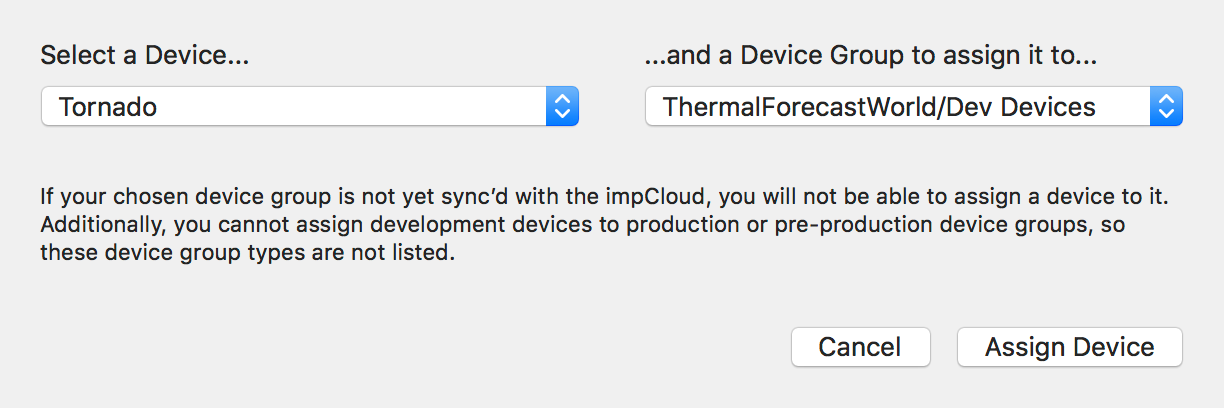 Select a Device...
...and a Device Group to assign it to...
Tornado
ThermalForecastWorld/Dev Devices
If your chosen device group is not yet sync’d with the impCloud, you will not be able to assign a device to it.
Additionally, you cannot assign development devices to production or pre-production device groups, so
these device group types are not listed.
Cancel
Assign Device